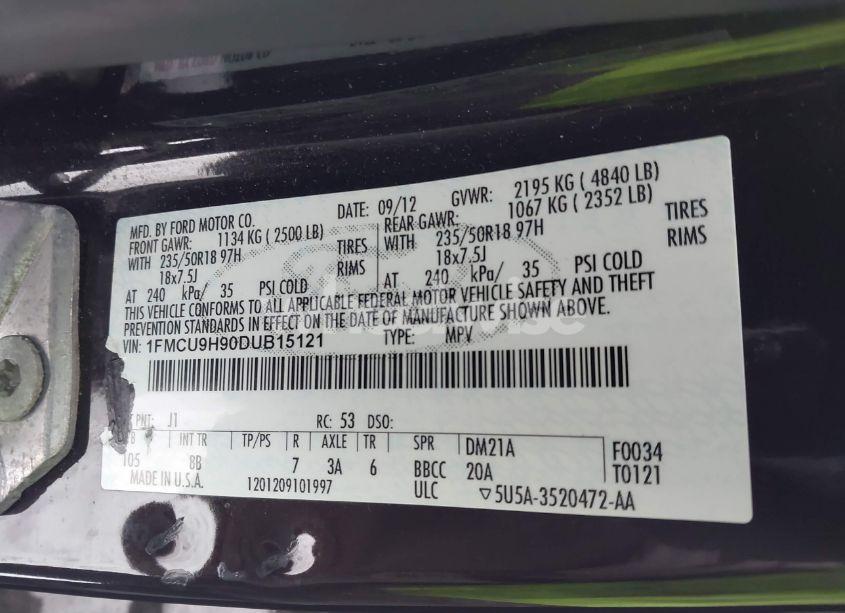 MFD. BY FORD MOTOR CO. DATE: 09/12 GVWR: 2195 KG ( 4840 LB)
FRONT GAWR: 1134 KG ( 2500 LB) REAR GAWR: 1067 KG ( 2352 LB)
WITH 235/50R18 97H TIRES WITH 235/50R18 97H TIRES
18x7.5J RIMS 18x7.5J RIMS
AT 240 kPa/ 35 PSI COLD AT 240 kPa/ 35 PSI COLD
THIS VEHICLE CONFORMS TO ALL APPLICABLE FEDERAL MOTOR VEHICLE SAFETY AND THEFT
PREVENTION STANDARDS IN EFFECT ON THE DATE OF MANUFACTURE SHOWN ABOVE.
VIN: 1FMCU9H90DUB15121 TYPE: MPV
PNT: J1 RC: 53 DSO:
INT TR TP/PS R AXLE TR SPR DM21A F0034
105 8B 7 3A 6 BBCC 20A T0121
MADE IN U.S.A. 1201209101997 ULC ▽5U5A-3520472-AA